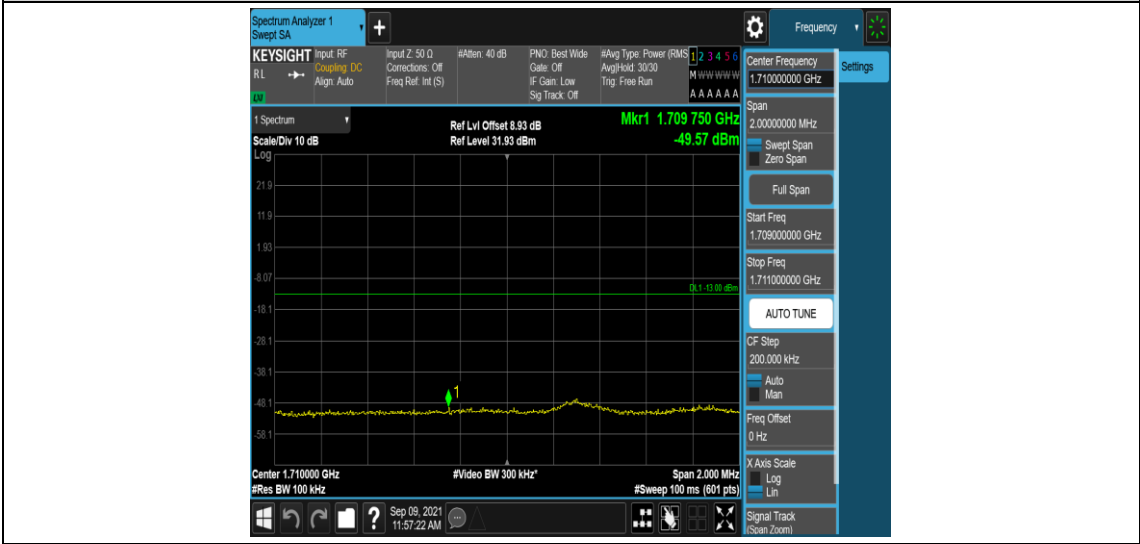 Spectrum Analyzer 1
Swept SA
+
Frequency
KEYSIGHT
RL
Input: RF
Coupling: DC
Align: Auto
Input Z: 50 Ω
Corrections: Off
Freq Ref: Int (S)
#Atten: 40 dB
PNO: Best Wide
Gate: Off
IF Gain: Low
Sig Track: Off
#Avg Type: Power (RMS
Avg|Hold: 30/30
Trig: Free Run
1 2 3 4 5 6
M W W W W W
A A A A A A
1 Spectrum
Scale/Div 10 dB
Log
Ref Lvl Offset 8.93 dB
Ref Level 31.93 dBm
Mkr1 1.709 750 GHz
-49.57 dBm
21.9
11.9
1.93
-8.07
-18.1
-28.1
-38.1
-48.1
-58.1
DL1 -13.00 dBm
1
Center 1.710000 GHz
#Res BW 100 kHz
#Video BW 300 kHz*
Span 2.000 MHz
#Sweep 100 ms (601 pts)
?
Sep 09, 2021
11:57:22 AM
Center Frequency
1.710000000 GHz
Span
2.00000000 MHz
Swept Span
Zero Span
Full Span
Start Freq
1.709000000 GHz
Stop Freq
1.711000000 GHz
AUTO TUNE
CF Step
200.000 kHz
Auto
Man
Freq Offset
0 Hz
X Axis Scale
Log
Lin
Signal Track
(Span Zoom)
Settings